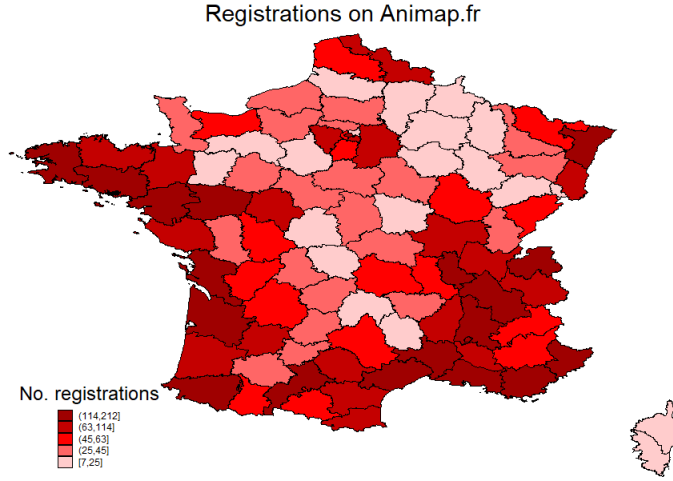 Registrations on Animap.fr
No. registrations
(114,212]
(63,114]
(45,63]
(25,45]
[7,25]